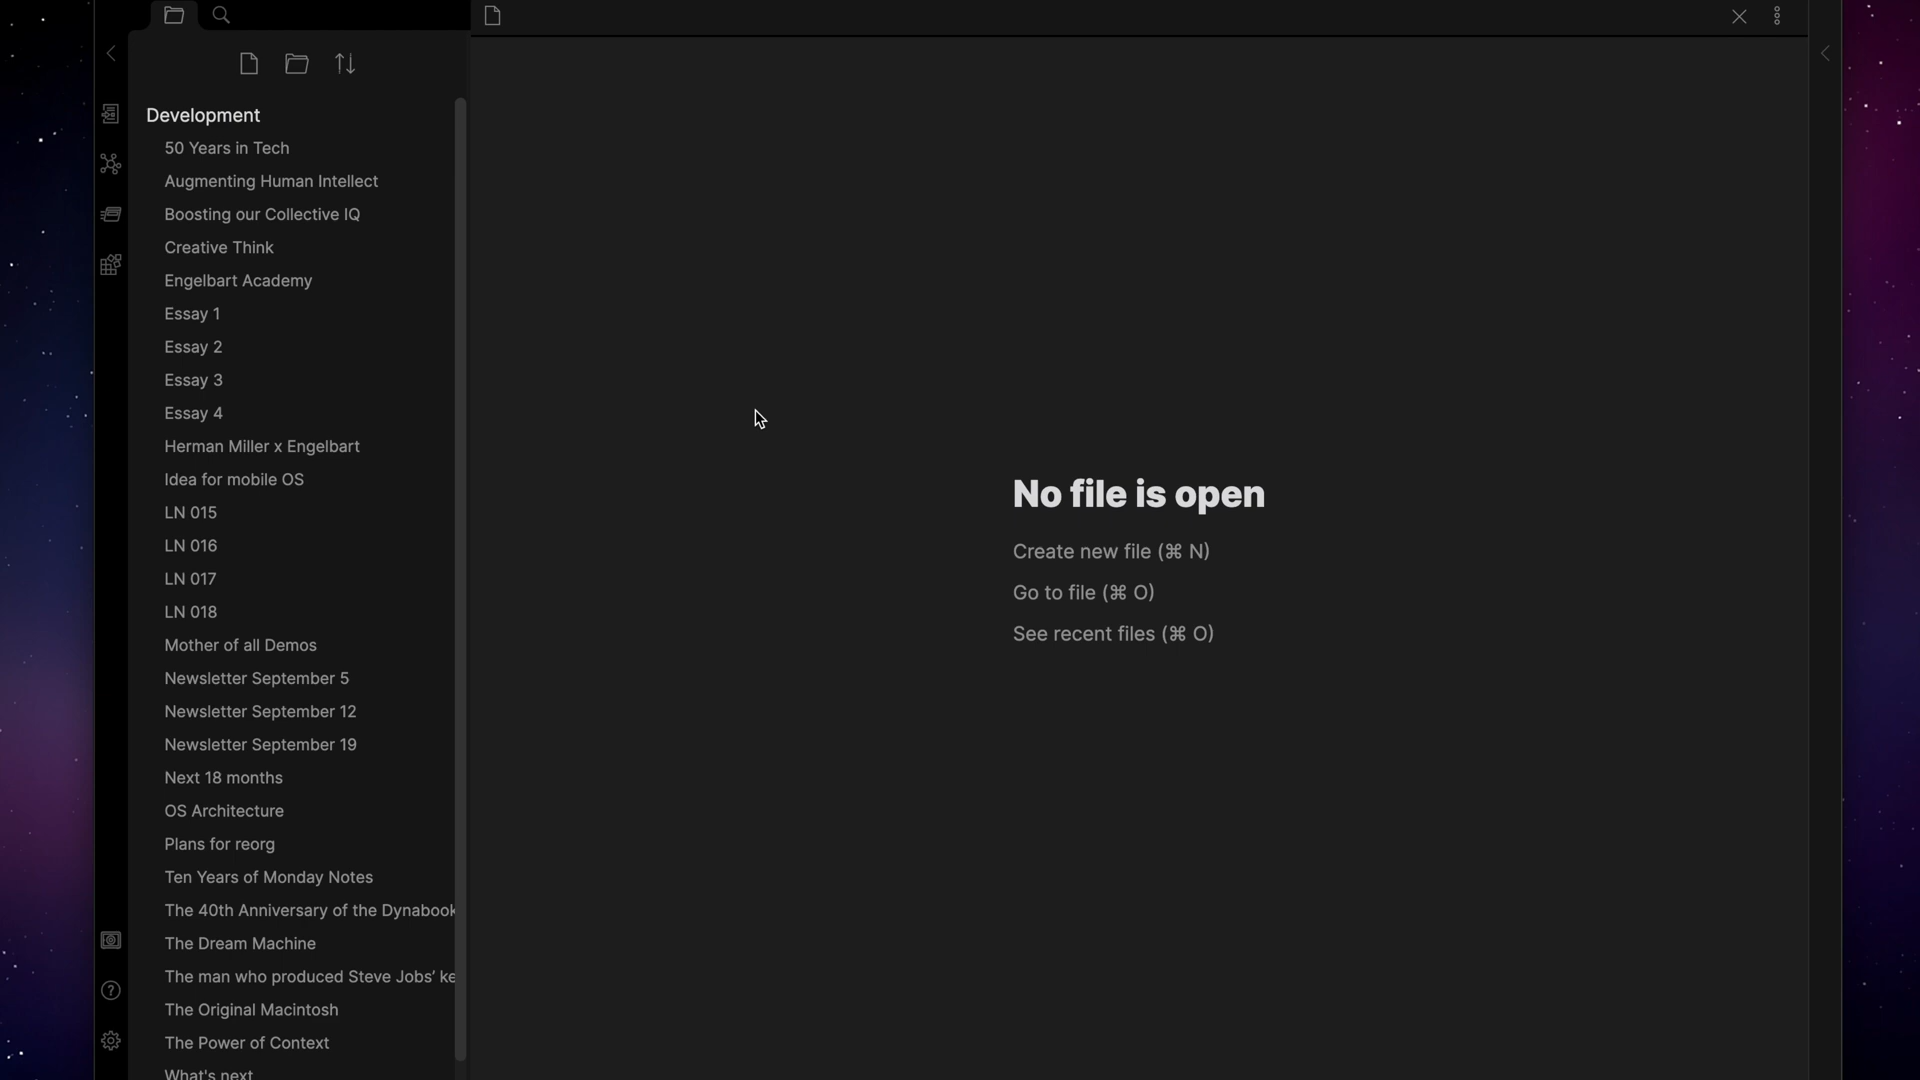 Development
50 Years in Tech
Augmenting Human Intellect
Boosting our Collective IQ
Creative Think
Engelbart Academy
Essay 1
Essay 2
Essay 3
Essay 4
Herman Miller x Engelbart
Idea for mobile OS
LN 015
LN 016
LN 017
LN 018
Mother of all Demos
Newsletter September 5
Newsletter September 12
Newsletter September 19
Next 18 months
OS Architecture
Plans for reorg
Ten Years of Monday Notes
The 40th Anniversary of the Dynabook
The Dream Machine
The man who produced Steve Jobs’ ke
The Original Macintosh
The Power of Context
What's next
No file is open
Create new file (⌘ N)
Go to file (⌘ O)
See recent files (⌘ O)